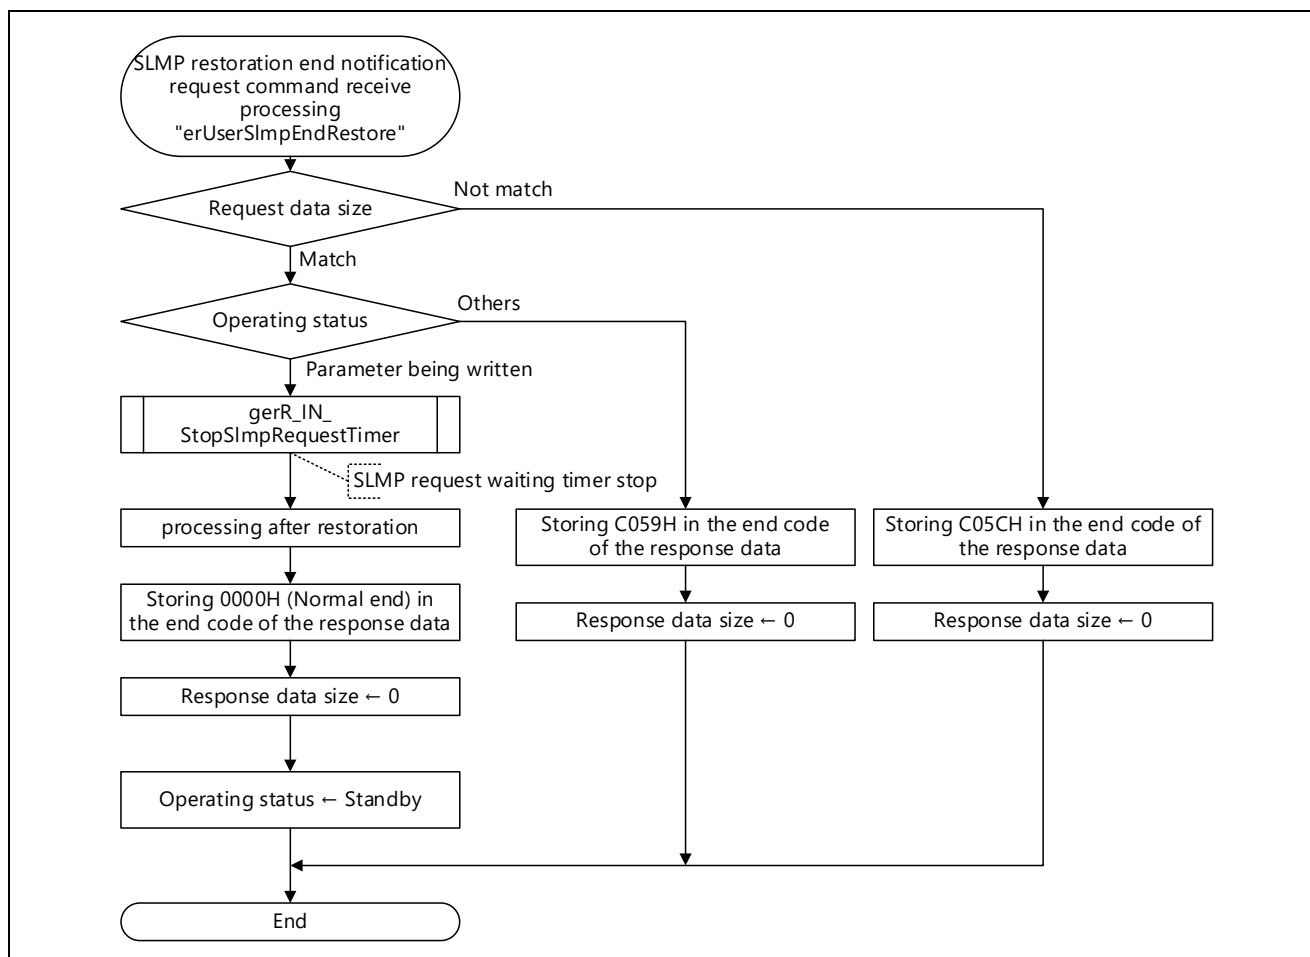 SLMP restoration end notification
request command receive
processing
"erUserSlmpEndRestore"
Not match
Request data size
Match
Others
Operating status
Parameter being written
gerR_IN_
StopSlmpRequestTimer
SLMP request waiting timer stop
processing after restoration
Storing C059H in the end code
of the response data
Storing C05CH in the end code of
the response data
Storing 0000H (Normal end) in
the end code of the response data
Response data size ← 0
Response data size ← 0
Response data size ← 0
Operating status ← Standby
End